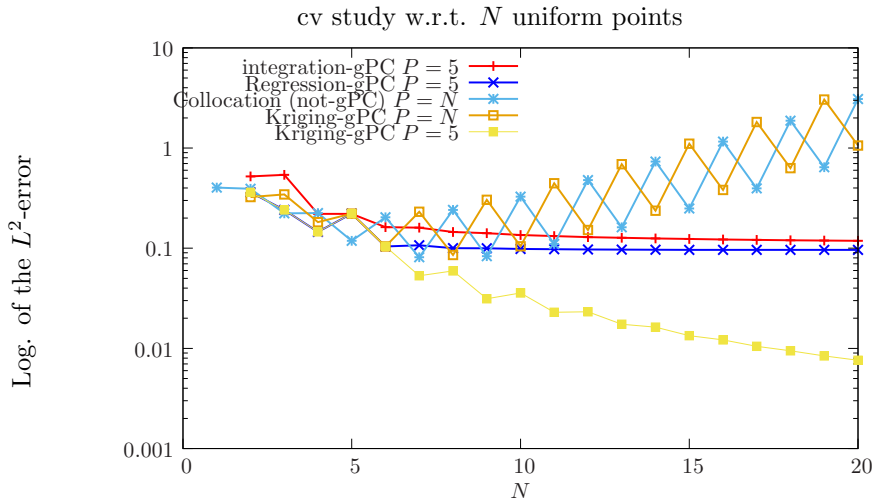 cv study w.r.t. N uniform points
Log. of the L²-error
10
1
0.1
0.01
0.001
integration-gPC P = 5
Regression-gPC P = 5
Collocation (not-gPC) P = N
Kriging-gPC P = N
Kriging-gPC P = 5
0 5 10 15 20
N